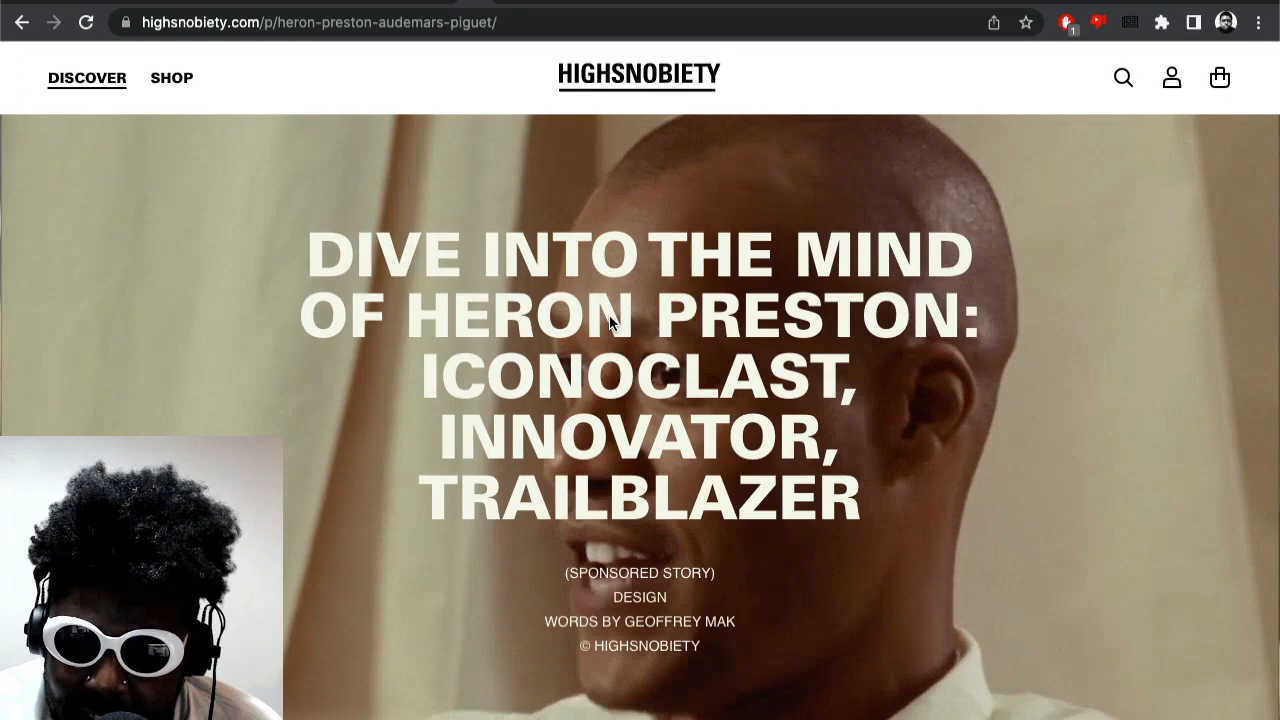 highsnobiety.com/p/heron-preston-audemars-piguet/
1
DISCOVER SHOP HIGHSNOBIETY
DIVE INTO THE MIND
OF HERON PRESTON:
ICONOCLAST,
INNOVATOR,
TRAILBLAZER
(SPONSORED STORY)
DESIGN
WORDS BY GEOFFREY MAK
© HIGHSNOBIETY